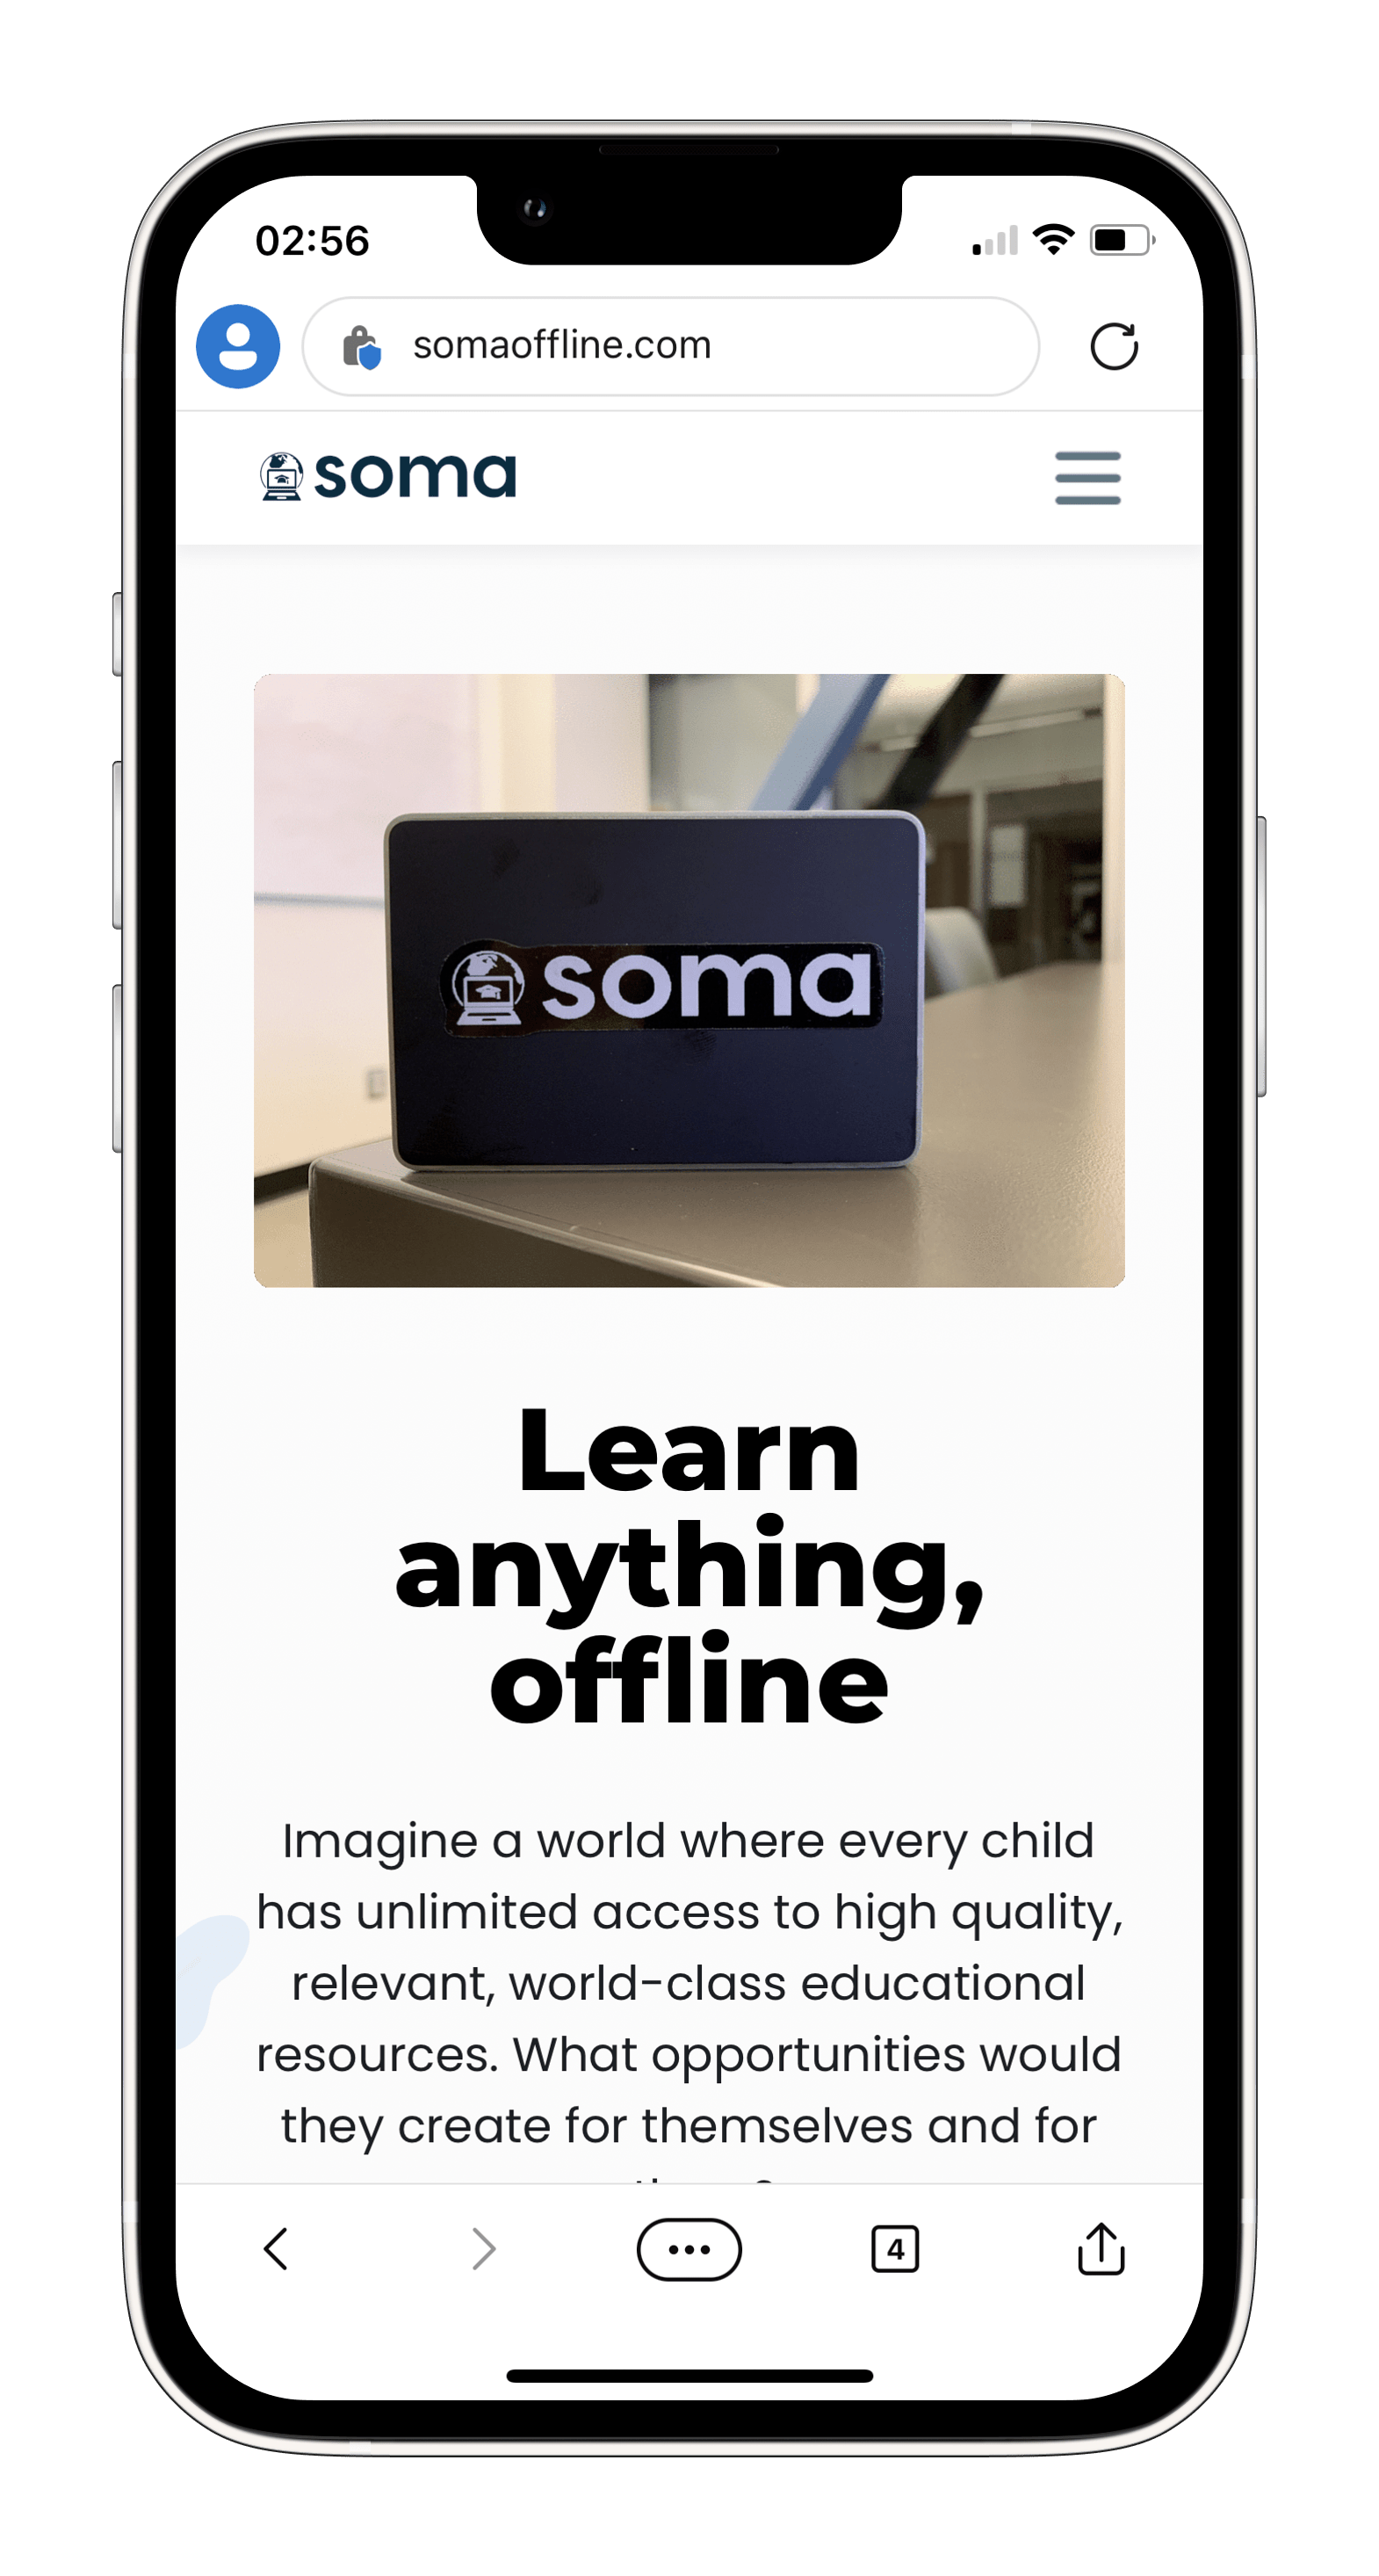 02:56
somaoffline.com
soma
soma
Learn
anything,
offline
Imagine a world where every child
has unlimited access to high quality,
relevant, world-class educational
resources. What opportunities would
they create for themselves and for
4